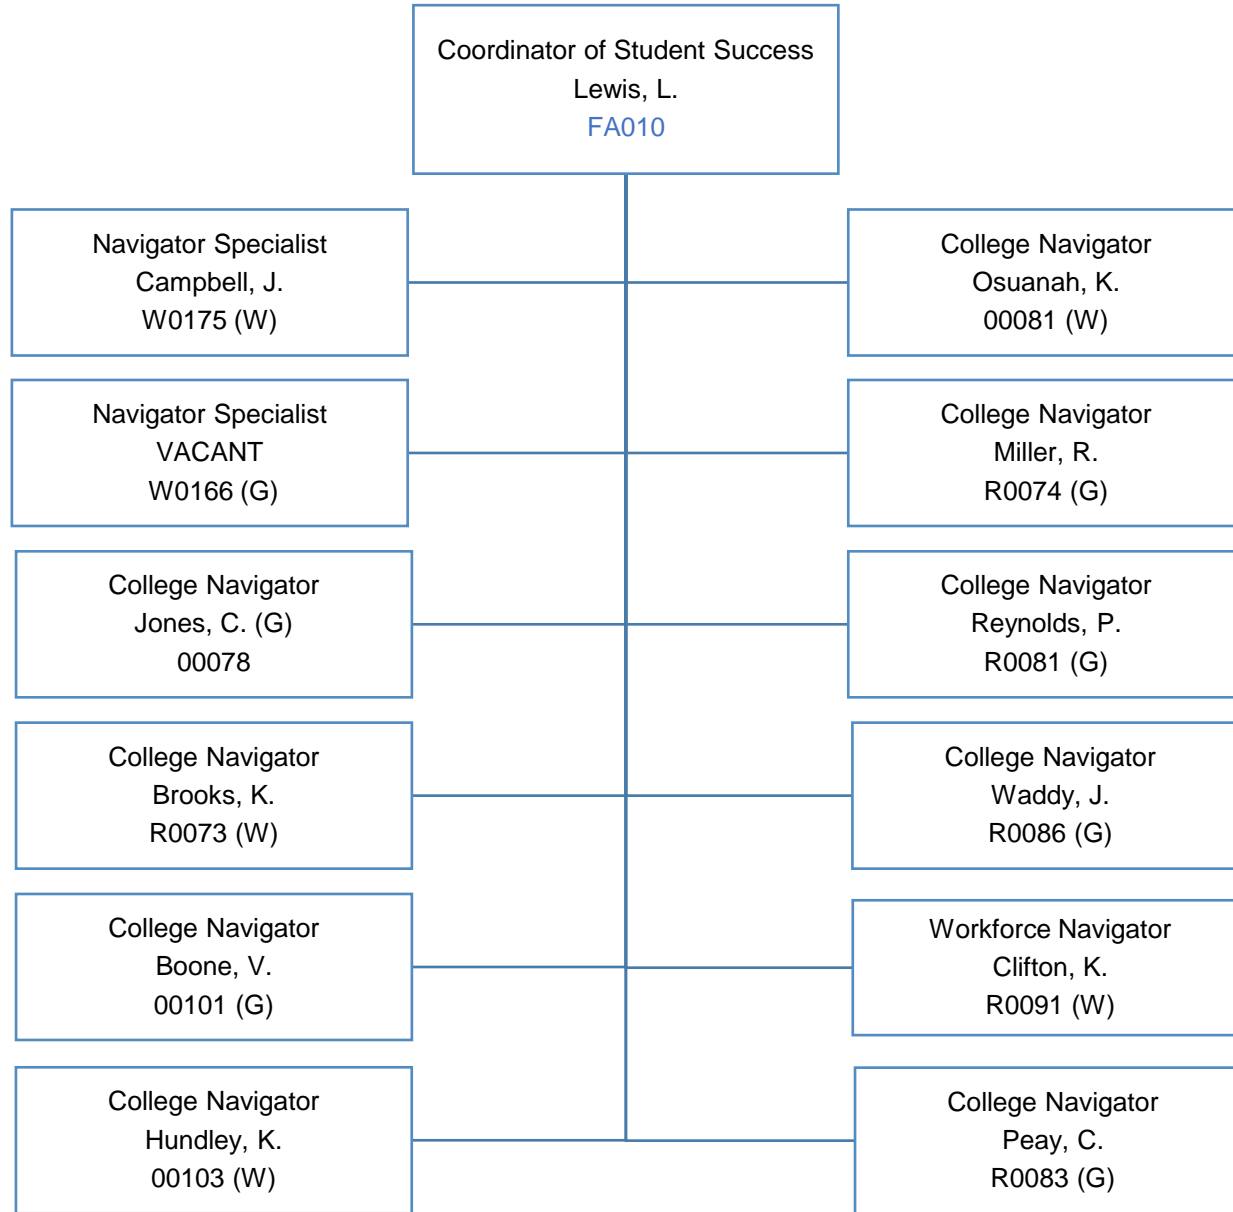 Coordinator of Student Success
Lewis, L.
FA010
Navigator Specialist
Campbell, J.
W0175 (W)
College Navigator
Osuanah, K.
00081 (W)
Navigator Specialist
VACANT
W0166 (G)
College Navigator
Miller, R.
R0074 (G)
College Navigator
Jones, C. (G)
00078
College Navigator
Reynolds, P.
R0081 (G)
College Navigator
Brooks, K.
R0073 (W)
College Navigator
Waddy, J.
R0086 (G)
College Navigator
Boone, V.
00101 (G)
Workforce Navigator
Clifton, K.
R0091 (W)
College Navigator
Hundley, K.
00103 (W)
College Navigator
Peay, C.
R0083 (G)